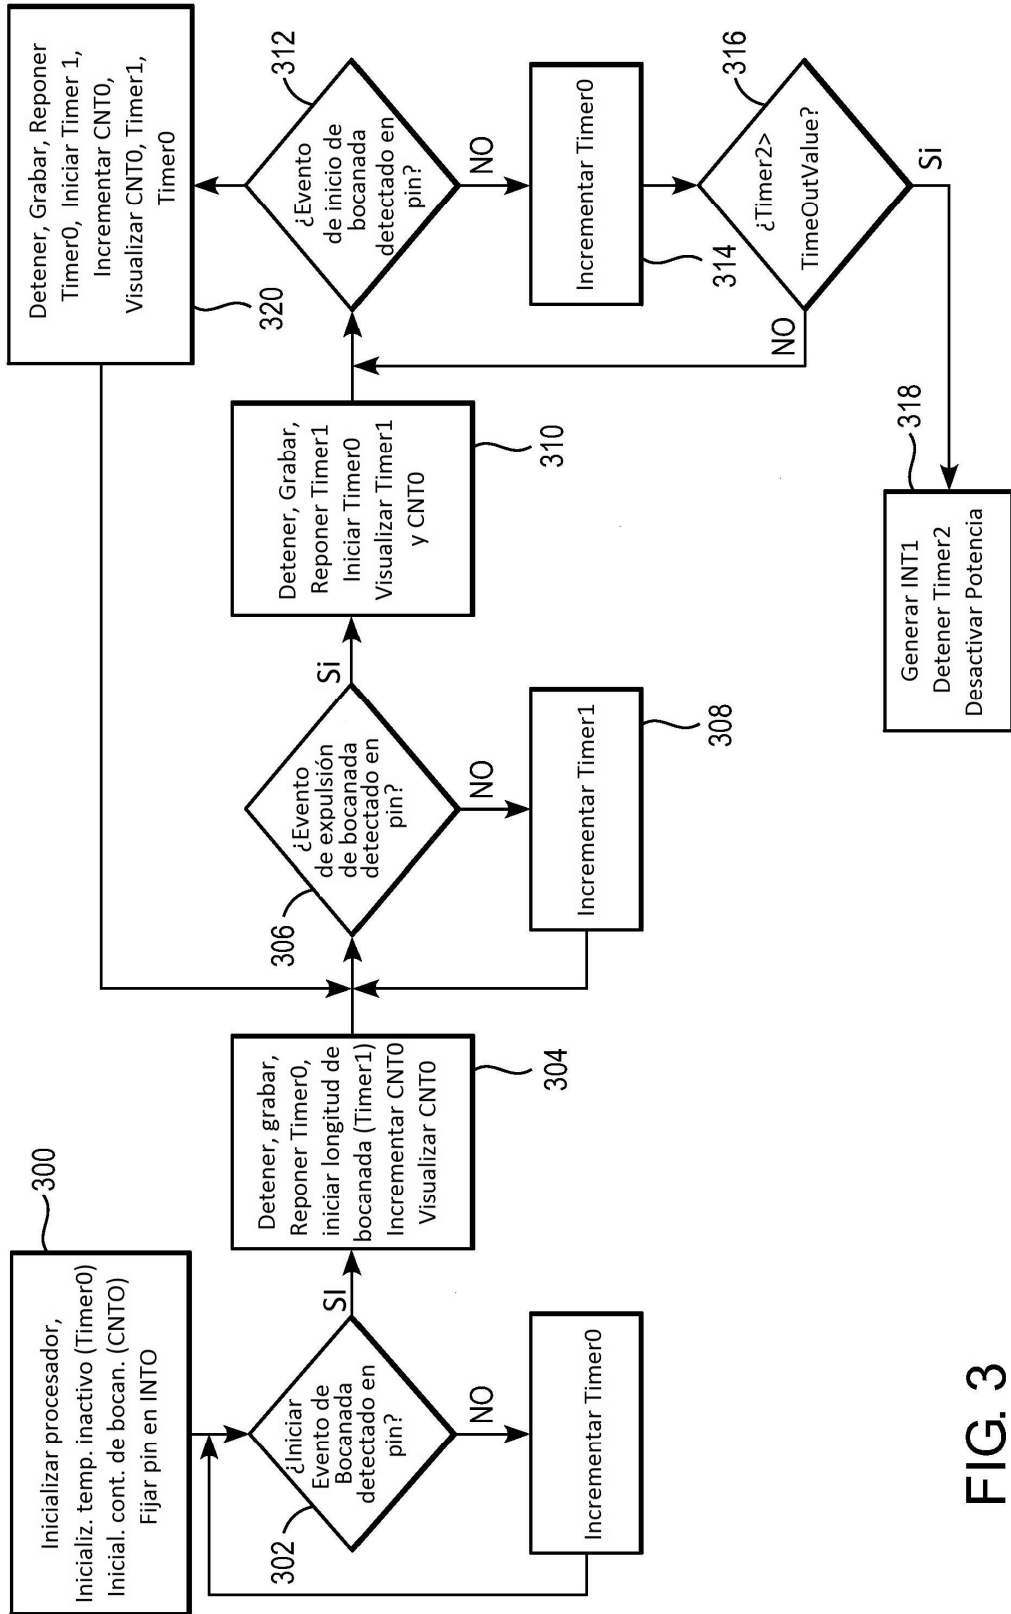 300
Inicializar procesador,
Inicializ. temp. inactivo (Timer0)
Inicial. cont. de bocan. (CNTO)
Fijar pin en INTO
302
¿Iniciar
Evento de
Bocanada
detectado en
pin?
NO
Incrementar Timer0
SI
Detener, grabar,
Reponer Timer0,
iniciar longitud de
bocanada (Timer1)
Incrementar CNT0
Visualizar CNT0
304
306
¿Evento
de expulsión
de bocanada
detectado en
pin?
NO
Incrementar Timer1
308
Si
Detener, Grabar,
Reponer Timer1
Iniciar Timer0
Visualizar Timer1
y CNT0
310
312
¿Evento
de inicio de
bocanada
detectado en
pin?
Detener, Grabar, Reponer
Timer0, Iniciar Timer 1,
Incrementar CNT0,
Visualizar CNT0, Timer1,
Timer0
320
NO
Incrementar Timer0
314
316
¿Timer2>
TimeOutValue?
NO
Si
318
Generar INT1
Detener Timer2
Desactivar Potencia
FIG. 3